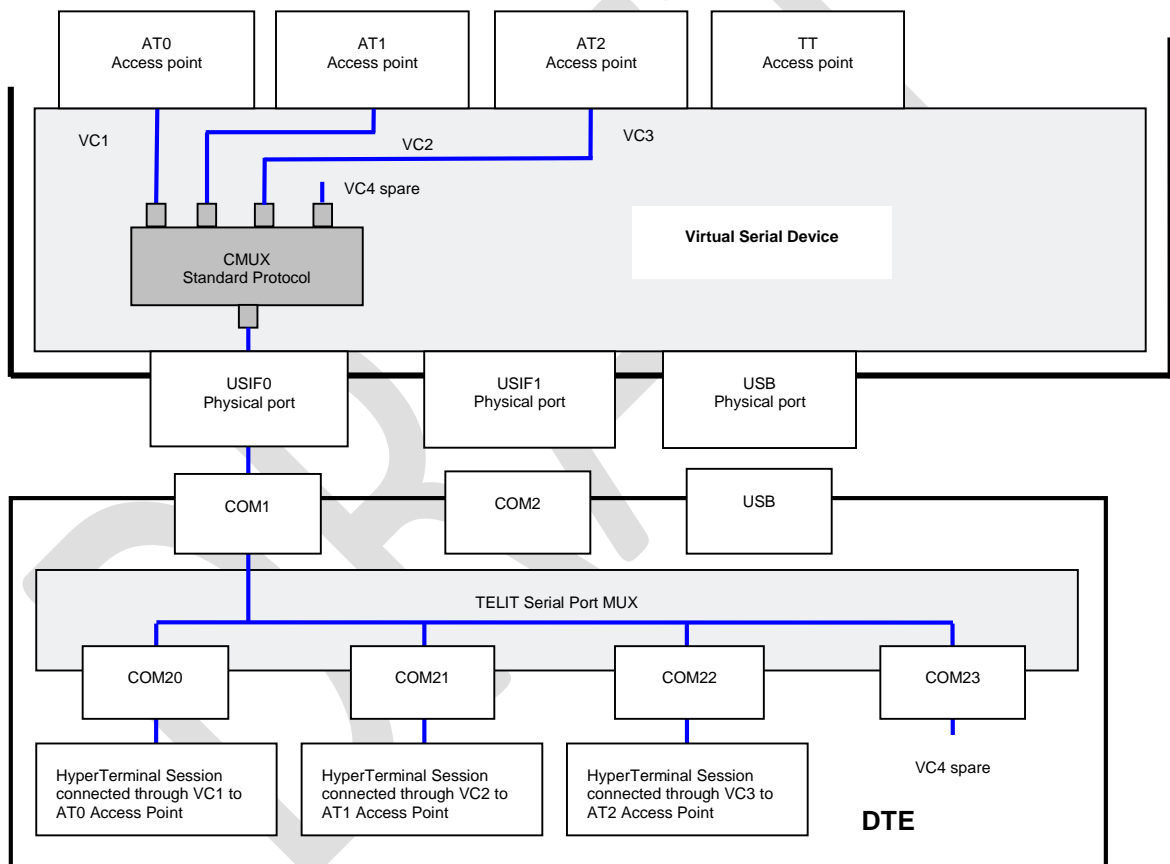 AT0
Access point
AT1
Access point
AT2
Access point
TT
Access point
VC1
VC2
VC3
VC4 spare
Virtual Serial Device
CMUX
Standard Protocol
USIF0
Physical port
USIF1
Physical port
USB
Physical port
COM1
COM2
USB
TELIT Serial Port MUX
COM20
COM21
COM22
COM23
HyperTerminal Session
connected through VC1 to
AT0 Access Point
HyperTerminal Session
connected through VC2 to
AT1 Access Point
HyperTerminal Session
connected through VC3 to
AT2 Access Point
VC4 spare
DTE